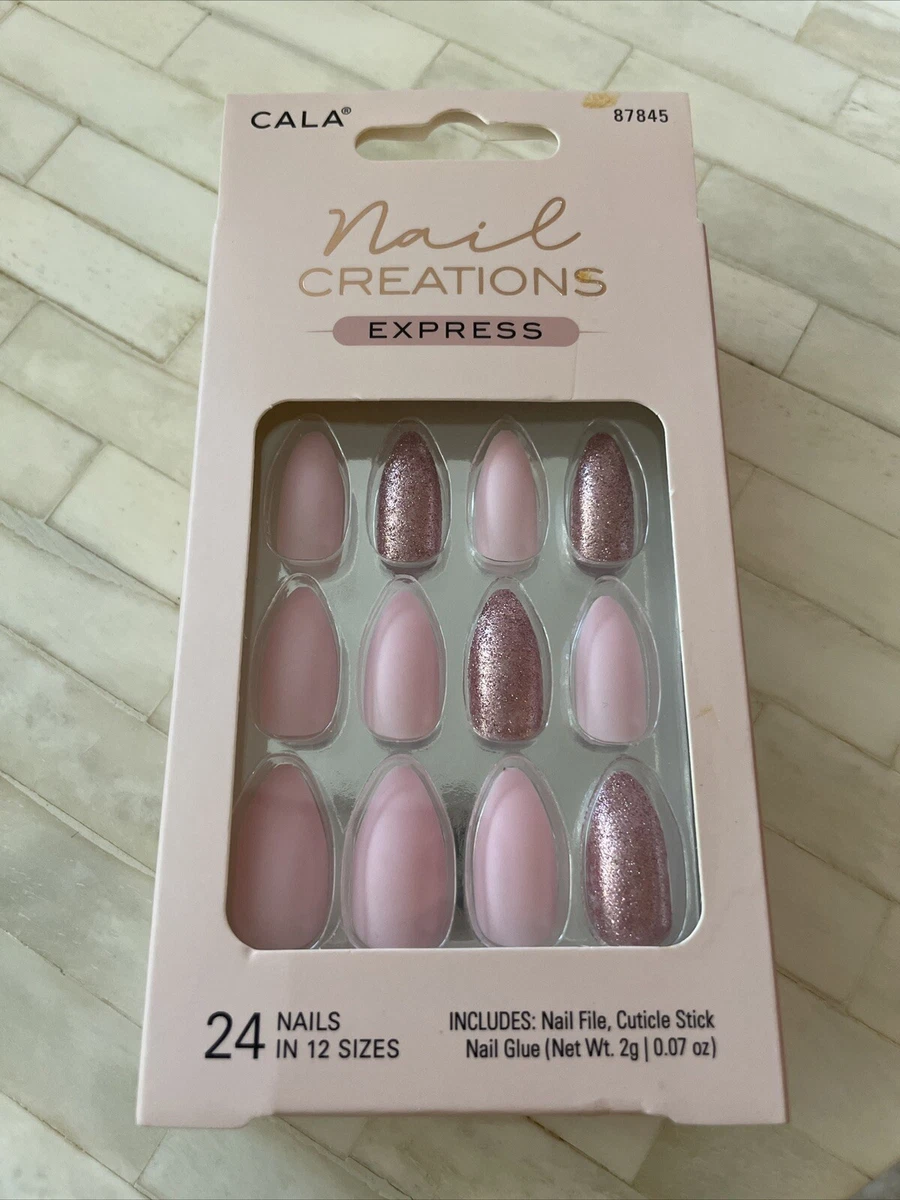 CALA®
87845
Nail
CREATIONS
EXPRESS
24 NAILS
IN 12 SIZES
INCLUDES: Nail File, Cuticle Stick
Nail Glue (Net Wt. 2g | 0.07 oz)